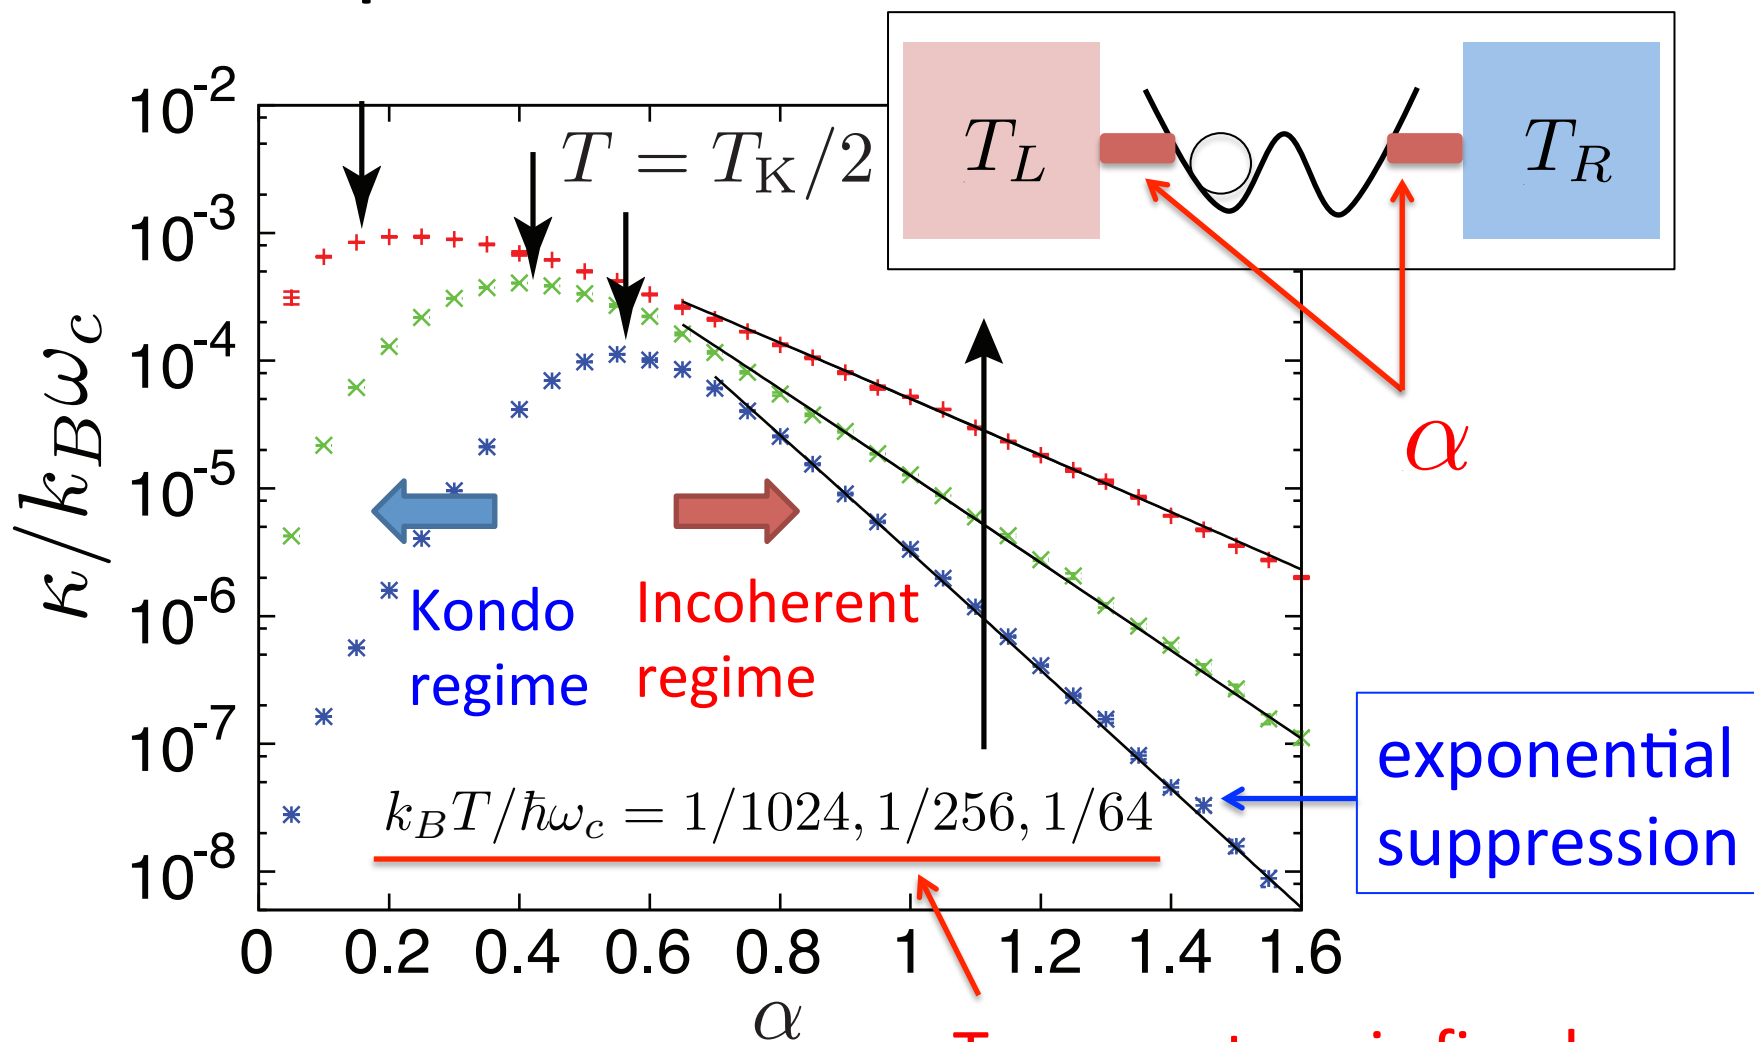 10-2
10-3
10-4
10-5
10-6
10-7
10-8
κ/k_Bω_c
T = T_K/2
T_L
T_R
α
Kondo
regime
Incoherent
regime
k_BT/ℏω_c = 1/1024, 1/256, 1/64
exponential
suppression
0 0.2 0.4 0.6 0.8 1 1.2 1.4 1.6
α